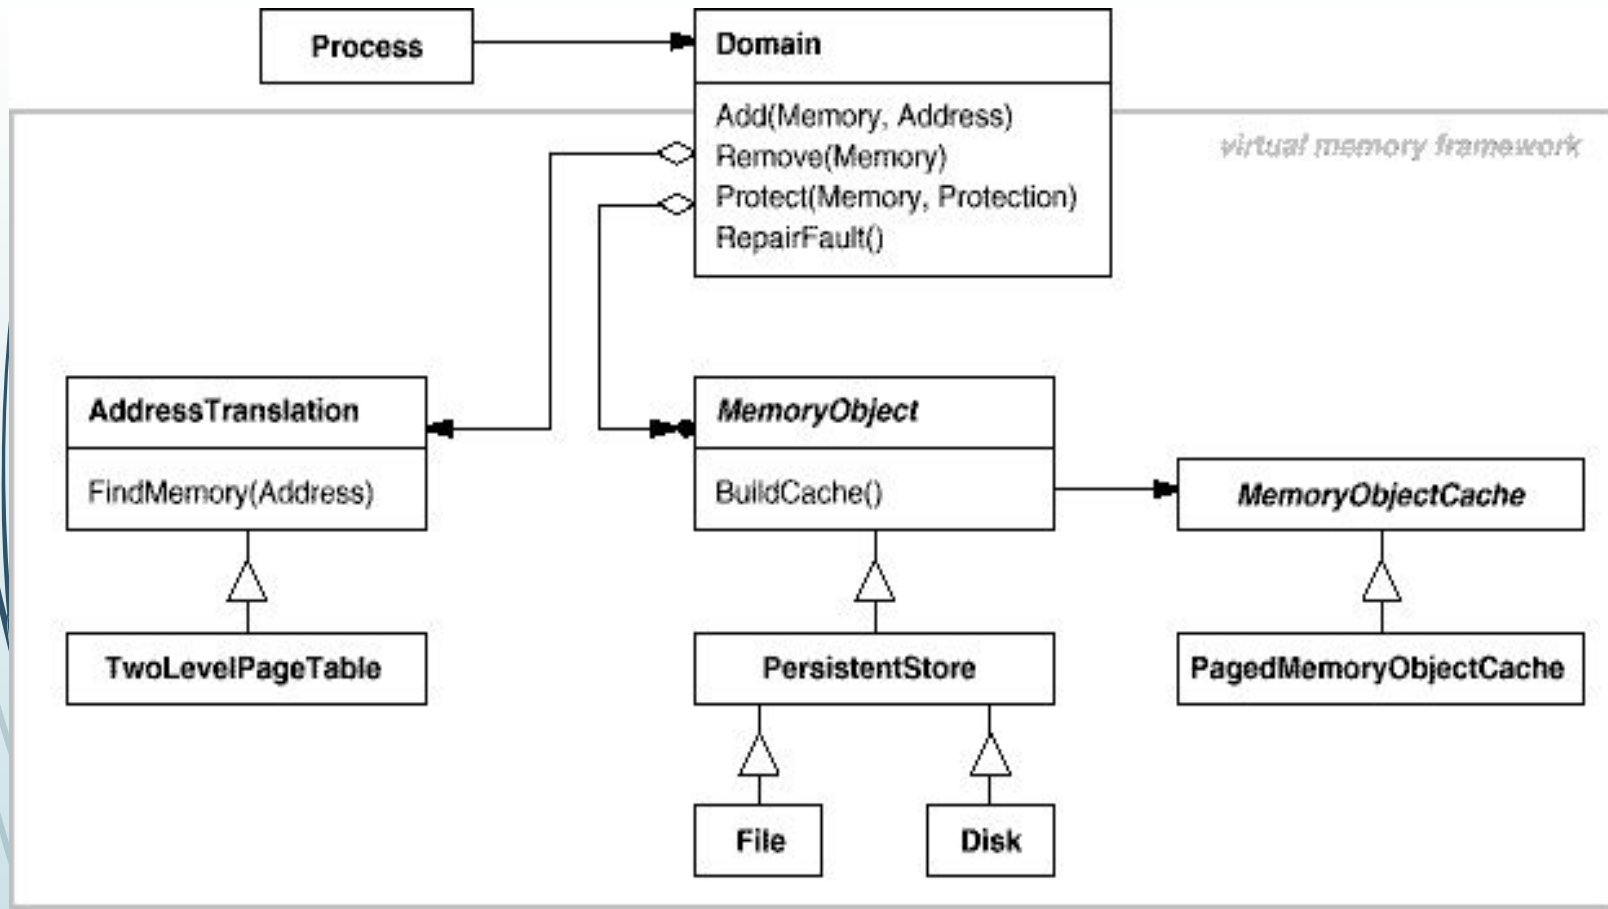 Process
Domain
Add(Memory, Address)
Remove(Memory)
Protect(Memory, Protection)
RepairFault()
virtual memory framework
AddressTranslation
FindMemory(Address)
MemoryObject
BuildCache()
MemoryObjectCache
TwoLevelPageTable
PersistentStore
PagedMemoryObjectCache
File
Disk